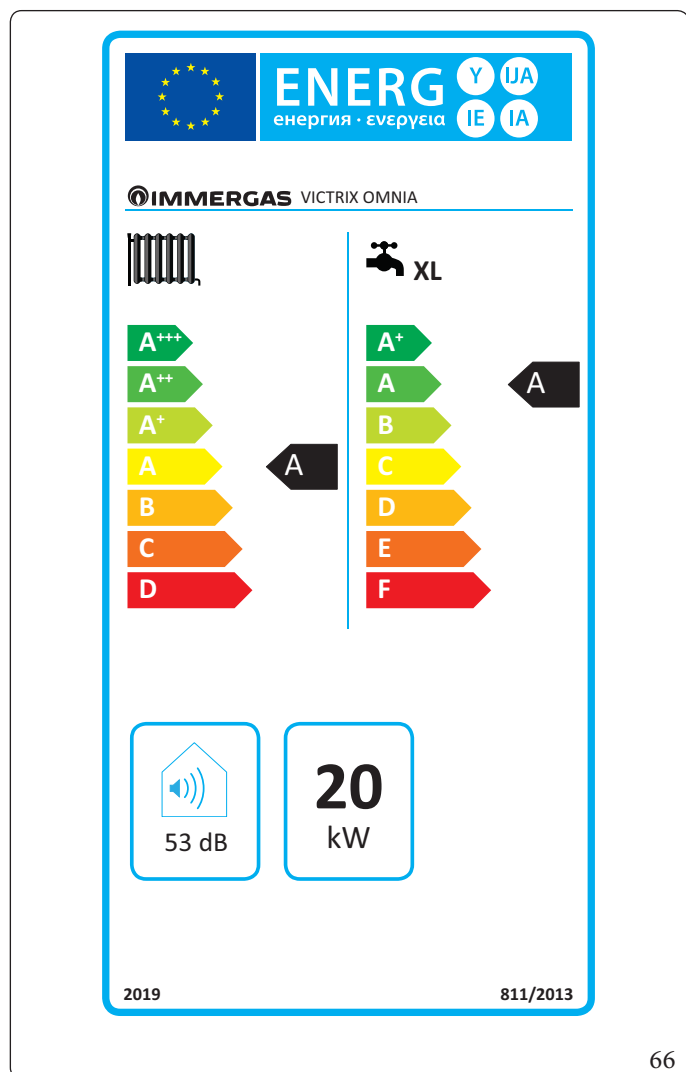 ENERG Y IJA
енергия · ενεργεια IE IA
IMMERGAS VICTRIX OMNIA
XL
A+++
A++
A+
A
B
C
D
A
A+
A
B
C
D
E
F
A
53 dB
20
kW
2019 811/2013
66